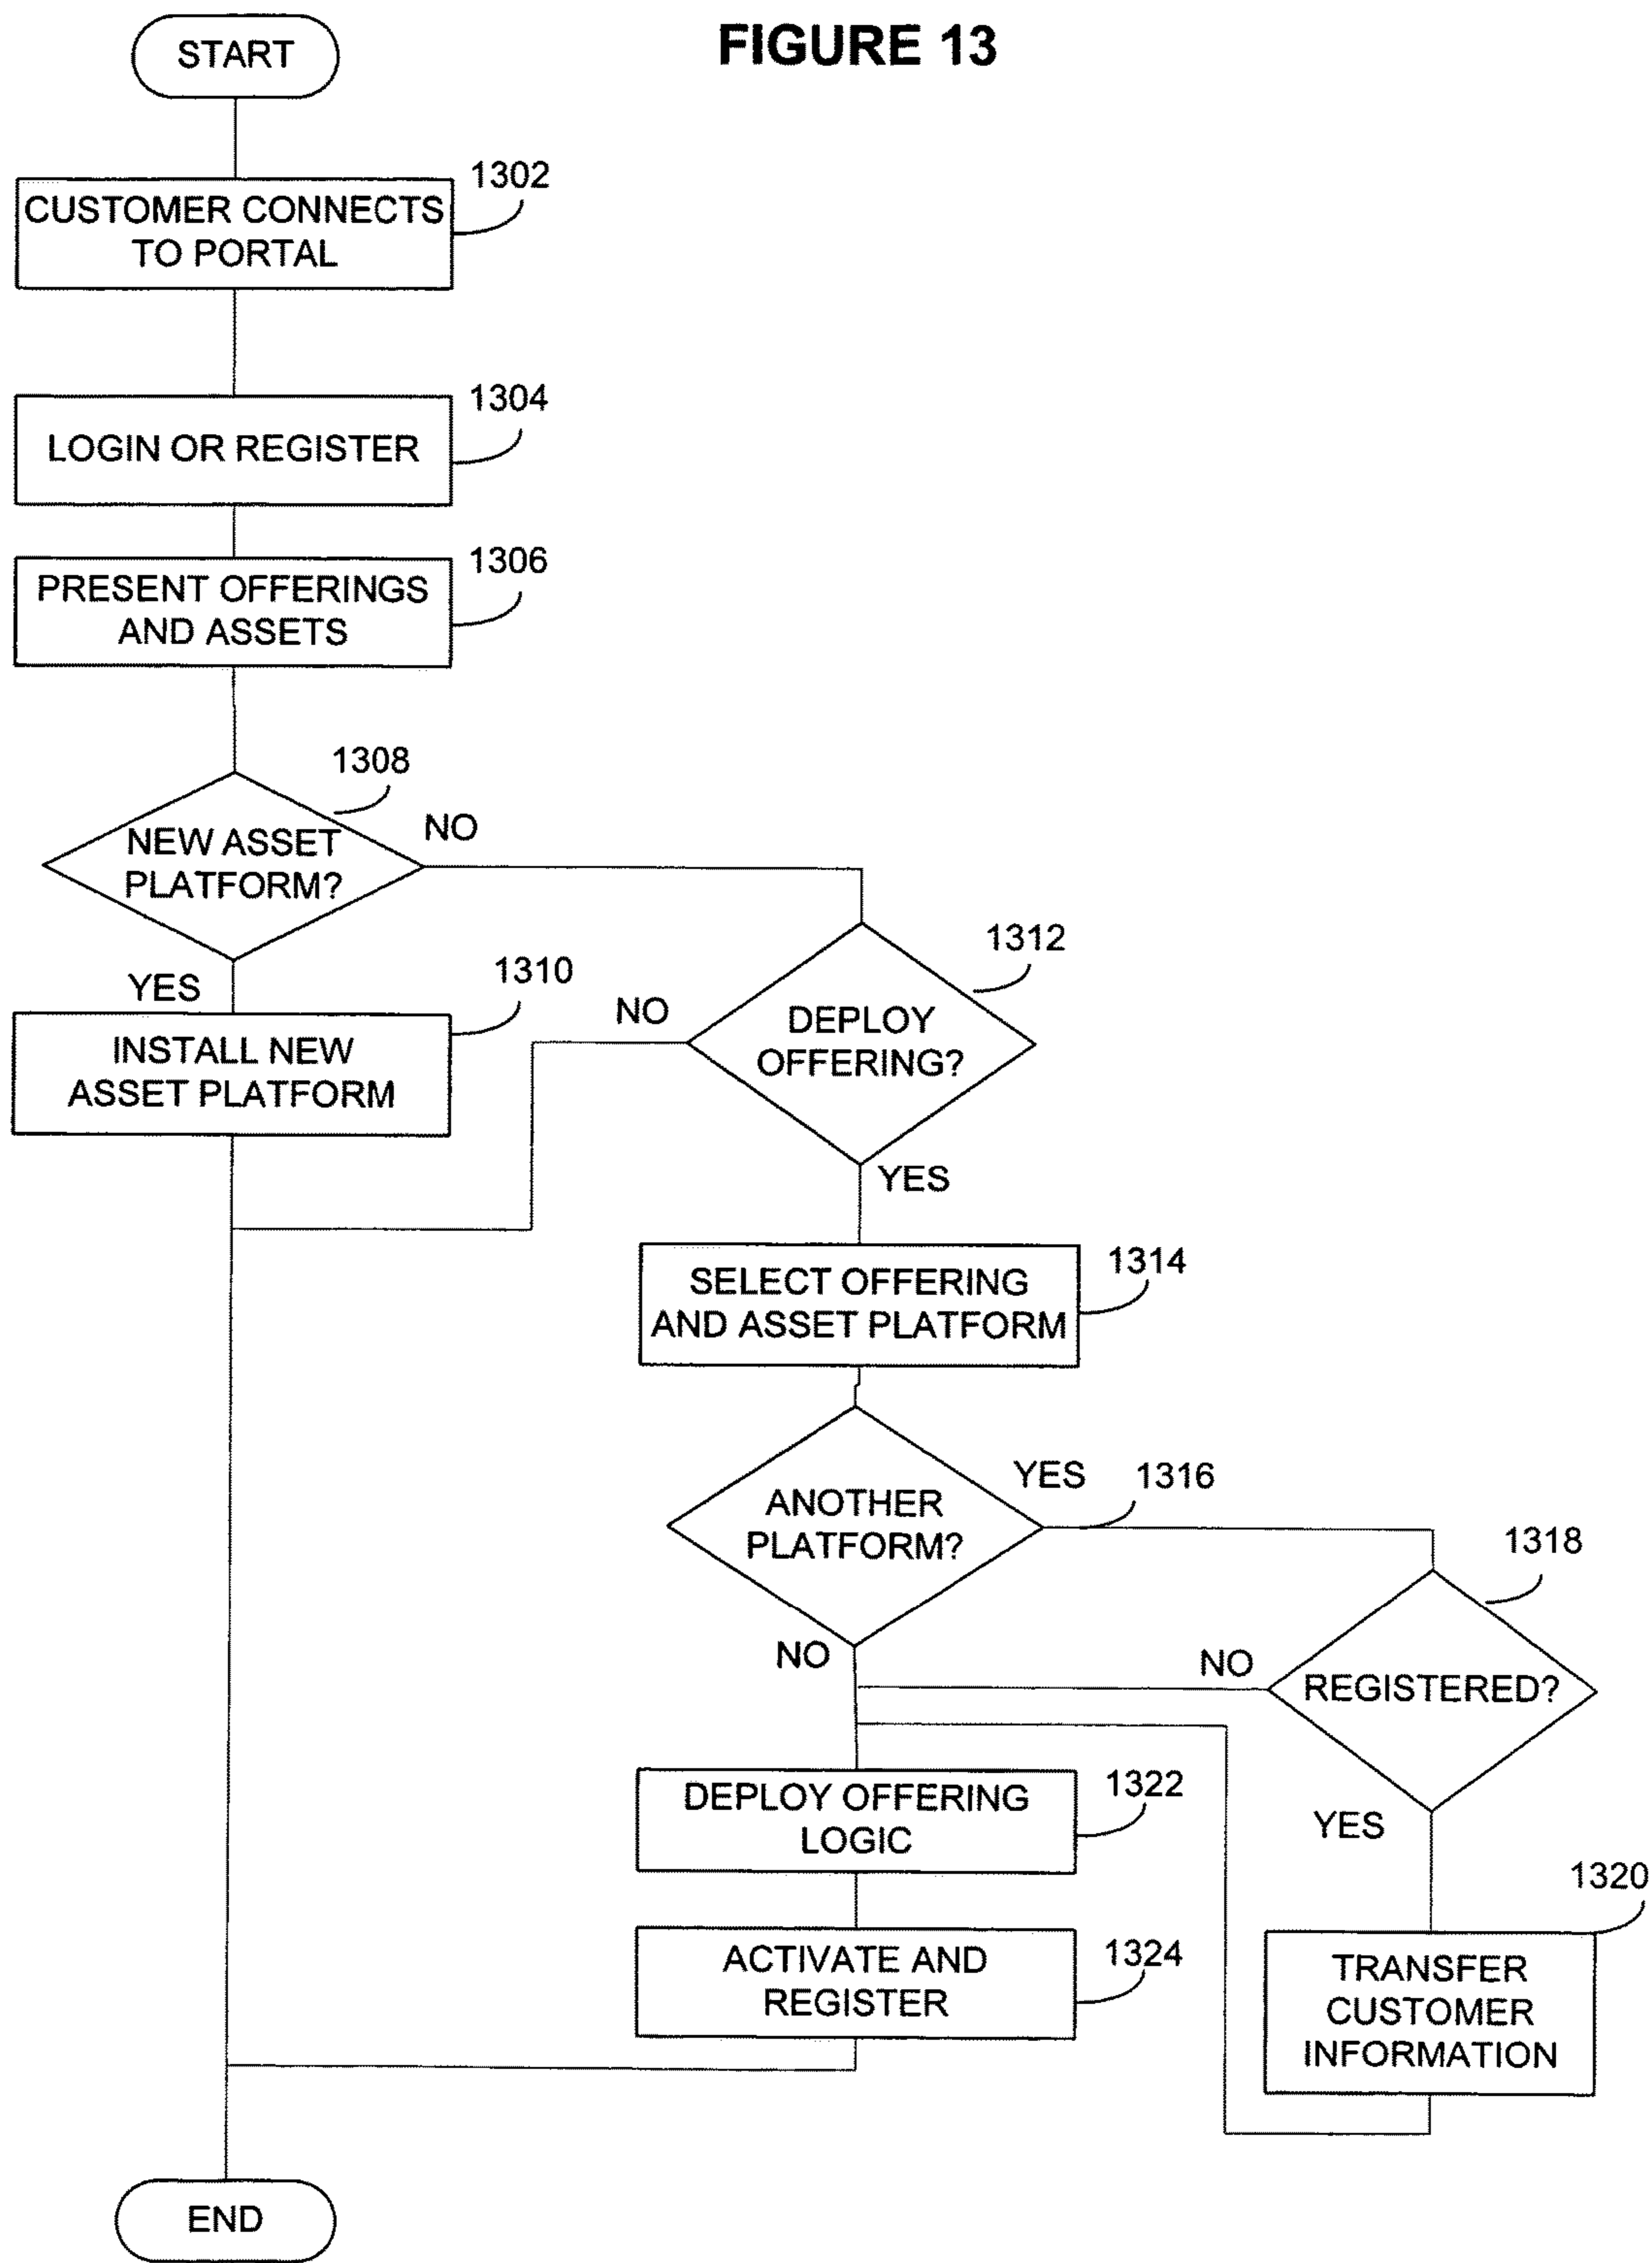 FIGURE 13
START
1302
CUSTOMER CONNECTS
TO PORTAL
1304
LOGIN OR REGISTER
1306
PRESENT OFFERINGS
AND ASSETS
1308
NEW ASSET
PLATFORM?
NO
YES
1310
INSTALL NEW
ASSET PLATFORM
1312
DEPLOY
OFFERING?
NO
YES
1314
SELECT OFFERING
AND ASSET PLATFORM
ANOTHER
PLATFORM?
YES
1316
NO
1318
REGISTERED?
NO
YES
1320
TRANSFER
CUSTOMER
INFORMATION
1322
DEPLOY OFFERING
LOGIC
1324
ACTIVATE AND
REGISTER
END